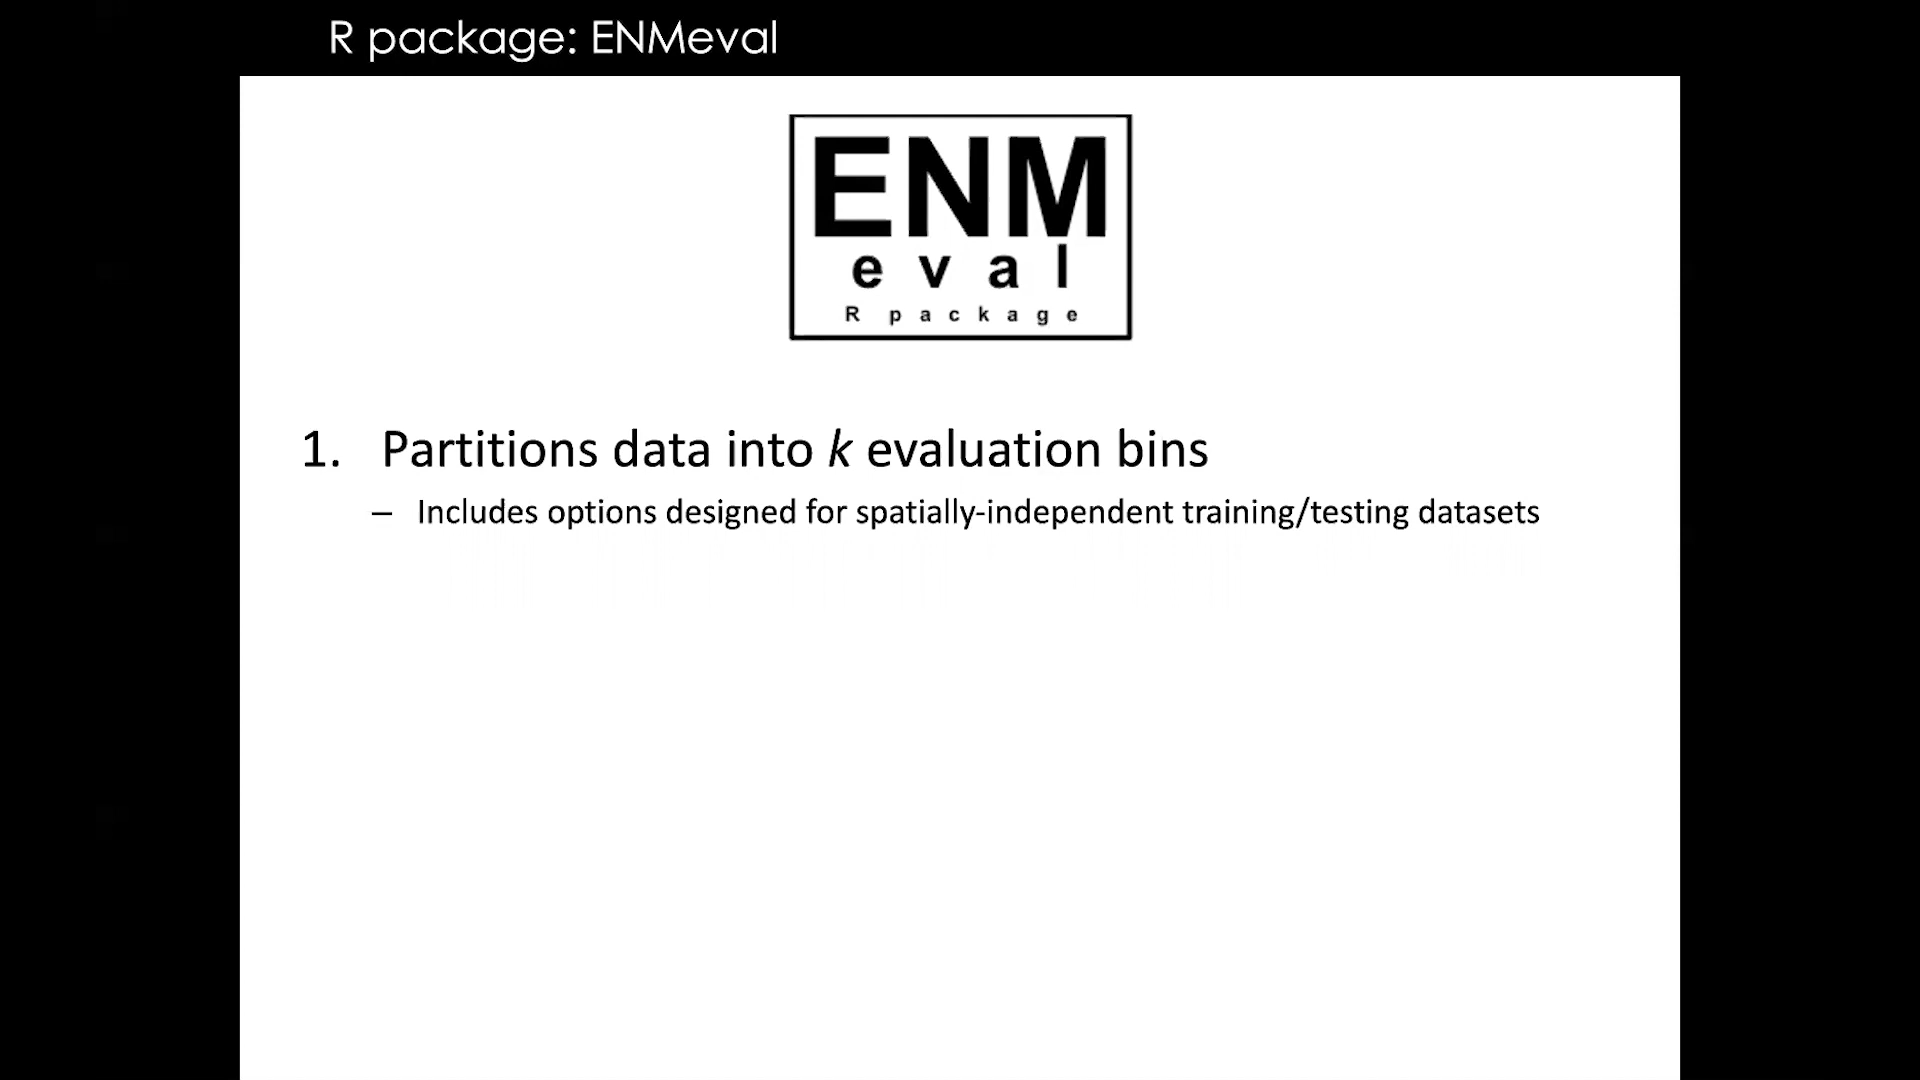 R package: ENMeval
ENM
eval
R package
1. Partitions data into k evaluation bins
– Includes options designed for spatially-independent training/testing datasets